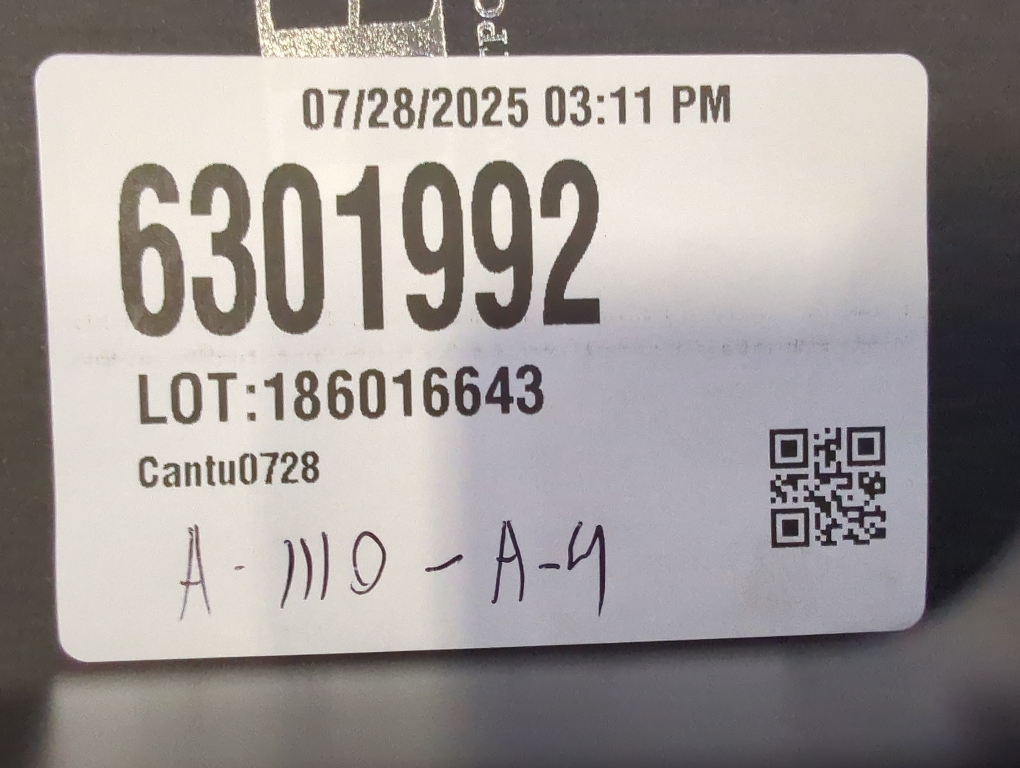 07/28/2025 03:11 PM
6301992
LOT:186016643
Cantu0728
A - 1110 - A-4